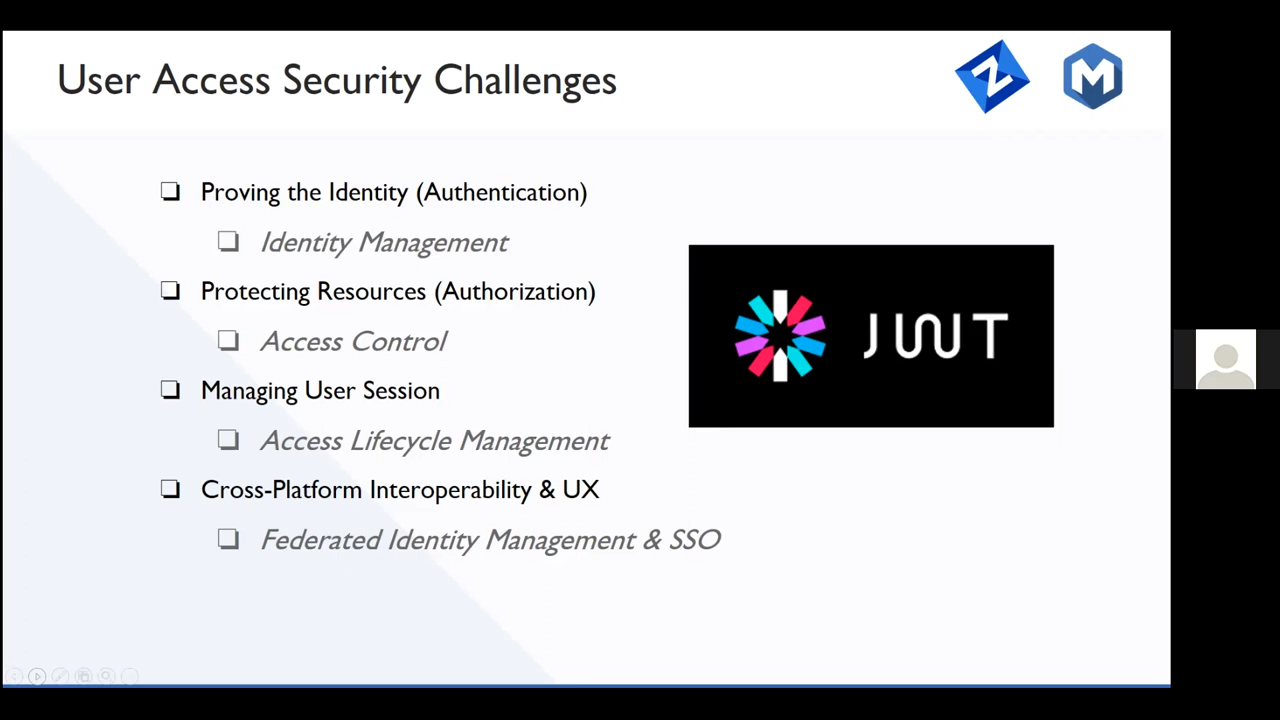 User Access Security Challenges
Z
M
Proving the Identity (Authentication)
Identity Management
Protecting Resources (Authorization)
Access Control
Managing User Session
Access Lifecycle Management
Cross-Platform Interoperability & UX
Federated Identity Management & SSO
JWT